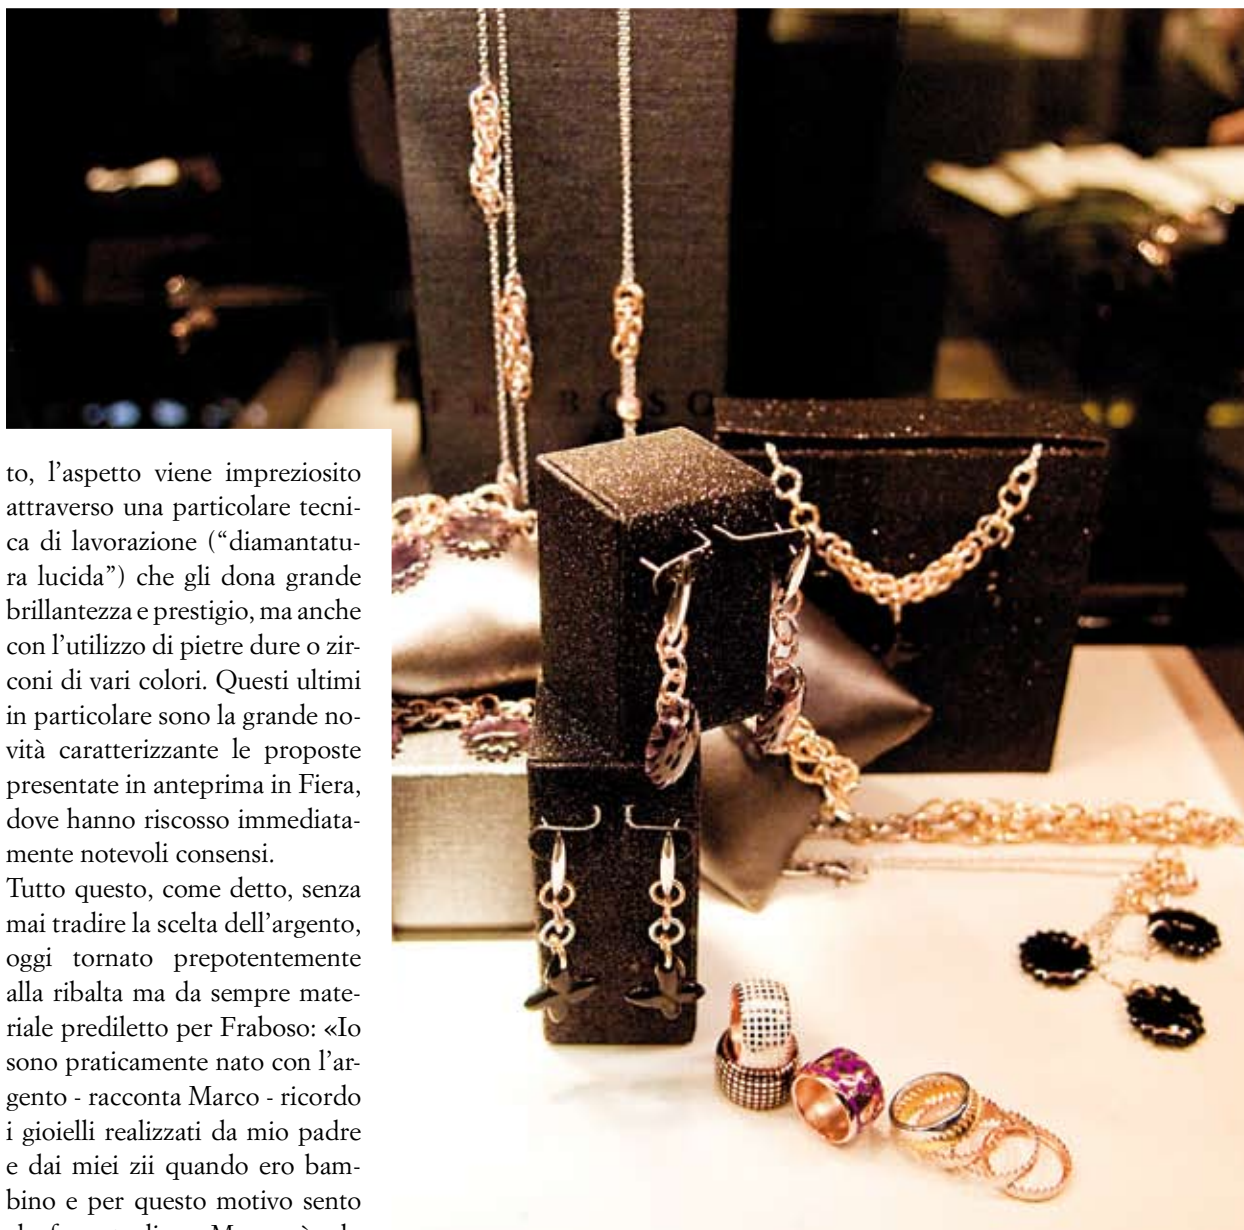 FRABOSO
to, l'aspetto viene impreziosito
attraverso una particolare tecni-
ca di lavorazione (“diamantatu-
ra lucida”) che gli dona grande
brillantezza e prestigio, ma anche
con l'utilizzo di pietre dure o zir-
coni di vari colori. Questi ultimi
in particolare sono la grande no-
vità caratterizzante le proposte
presentate in anteprima in Fiera,
dove hanno riscosso immediata-
mente notevoli consensi.
Tutto questo, come detto, senza
mai tradire la scelta dell'argento,
oggi tornato prepotentemente
alla ribalta ma da sempre mate-
riale prediletto per Fraboso: «Io
sono praticamente nato con l'ar-
gento - racconta Marco - ricordo
i gioielli realizzati da mio padre
e dai miei zii quando ero bam-
bino e per questo motivo sento